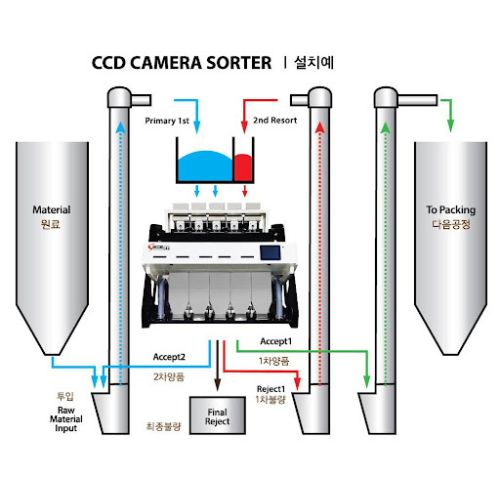 CCD CAMERA SORTER | 설치예
Primary 1st
2nd Resort
Material
원료
To Packing
다음공정
Accept1
1차양품
Accept2
2차양품
Reject1
1차불량
투입
Raw
Material
Input
최종불량
Final
Reject